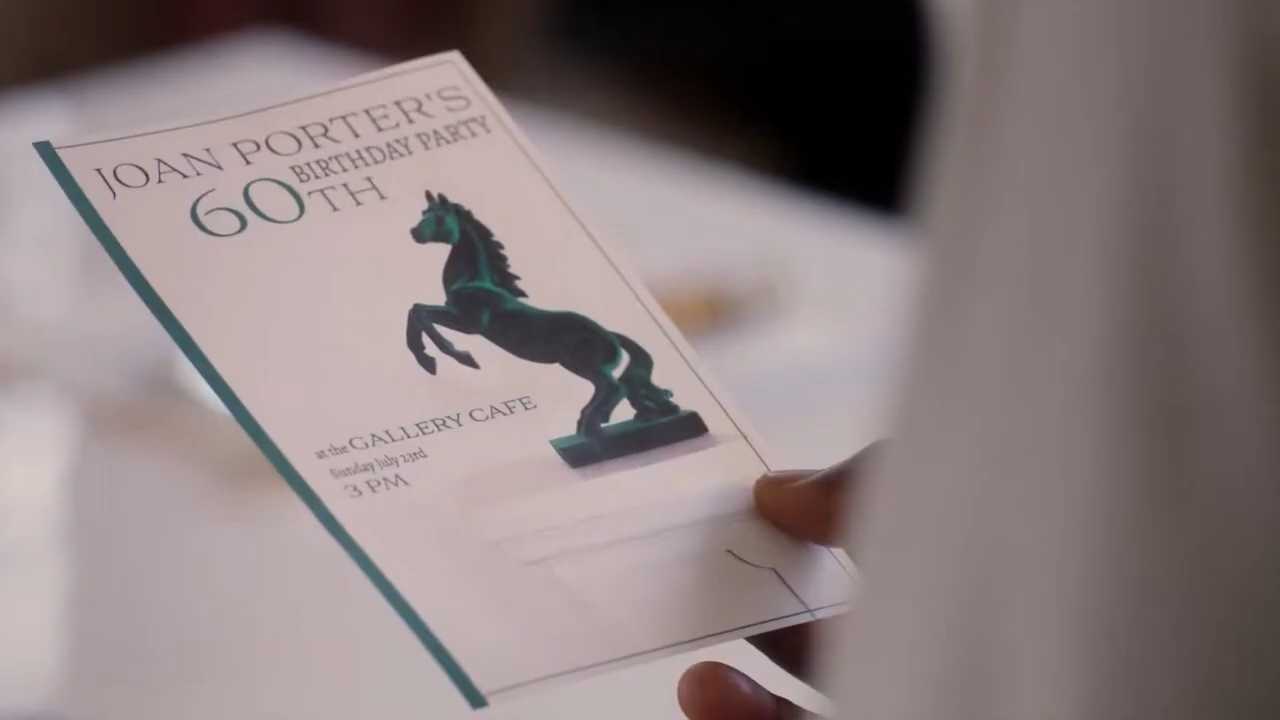 JOAN PORTER'S
60TH BIRTHDAY PARTY
at the GALLERY CAFE
Sunday July 23rd
3 PM